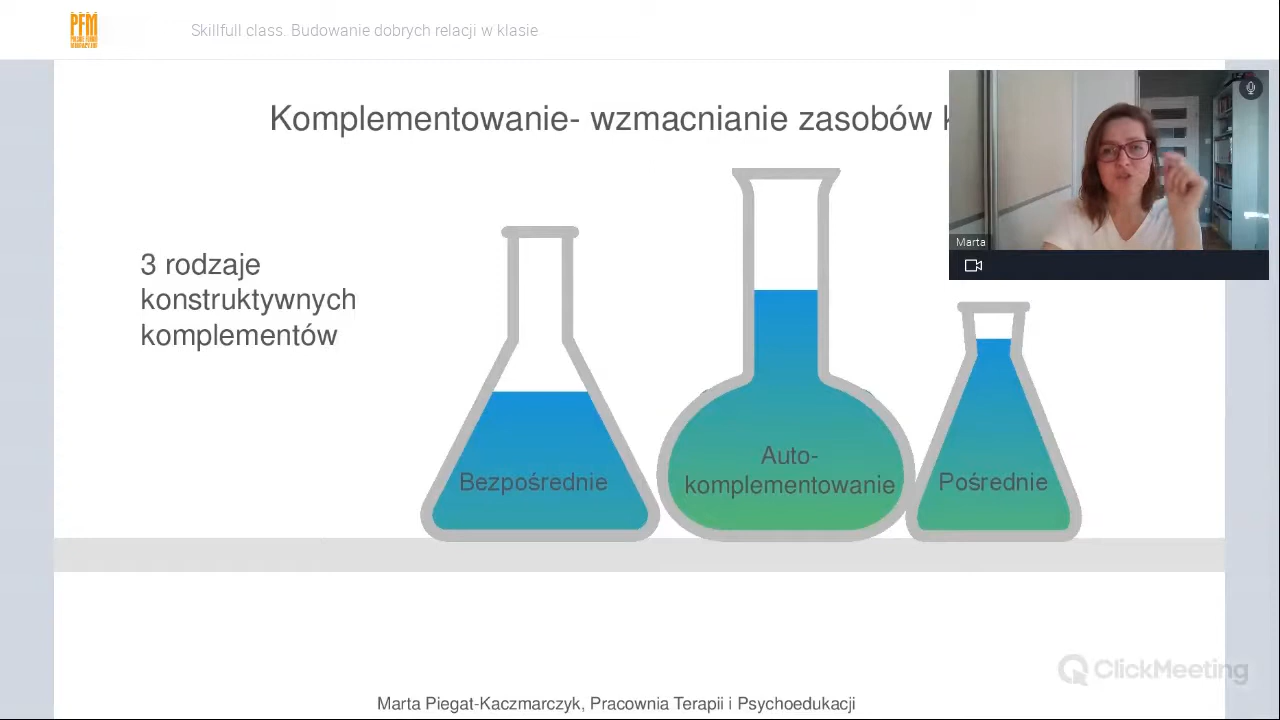 PFM
Skillfull class. Budowanie dobrych relacji w klasie
Komplementowanie- wzmacnianie zasobów
Marta
3 rodzaje
konstruktywnych
komplementów
Bezpośrednie
Auto-
komplementowanie
Pośrednie
ClickMeeting
Marta Piegat-Kaczmarczyk, Pracownia Terapii i Psychoedukacji